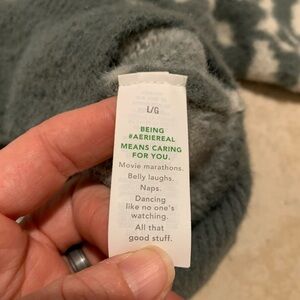 L/G
BEING
#AERIEREAL
MEANS CARING
FOR YOU.
Movie marathons.
Belly laughs.
Naps.
Dancing
like no one's
watching.
All that
good stuff.